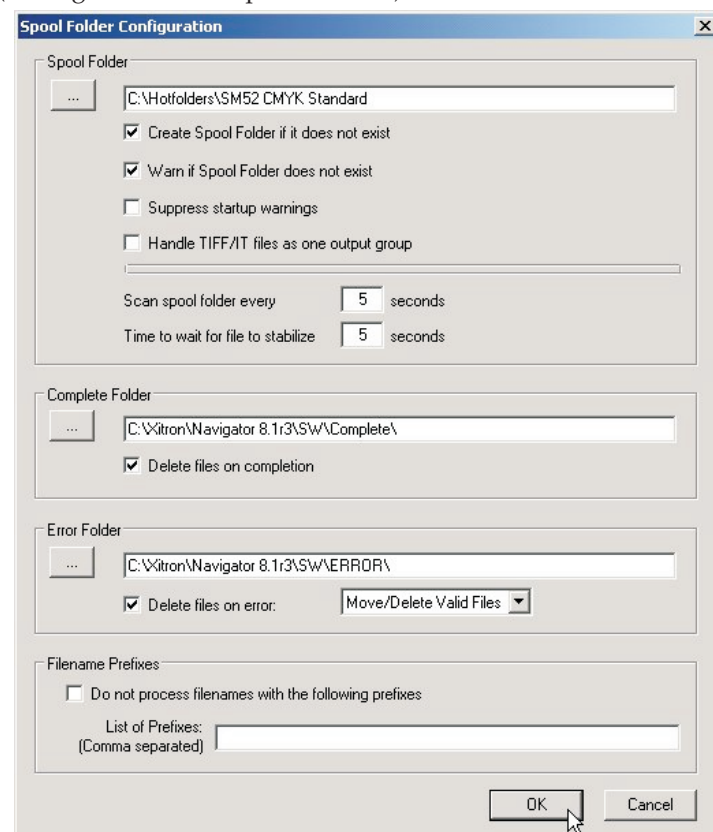 Spool Folder Configuration
Spool Folder
...
C:\Hotfolders\SM52 CMYK Standard
Create Spool Folder if it does not exist
Warn if Spool Folder does not exist
Suppress startup warnings
Handle TIFF/IT files as one output group
Scan spool folder every 5 seconds
Time to wait for file to stabilize 5 seconds
Complete Folder
...
C:\Xitron\Navigator 8.1r3\SW\Complete\
Delete files on completion
Error Folder
...
C:\Xitron\Navigator 8.1r3\SW\ERROR\
Delete files on error: Move/Delete Valid Files
Filename Prefixes
Do not process filenames with the following prefixes
List of Prefixes:
(Comma separated)
OK Cancel